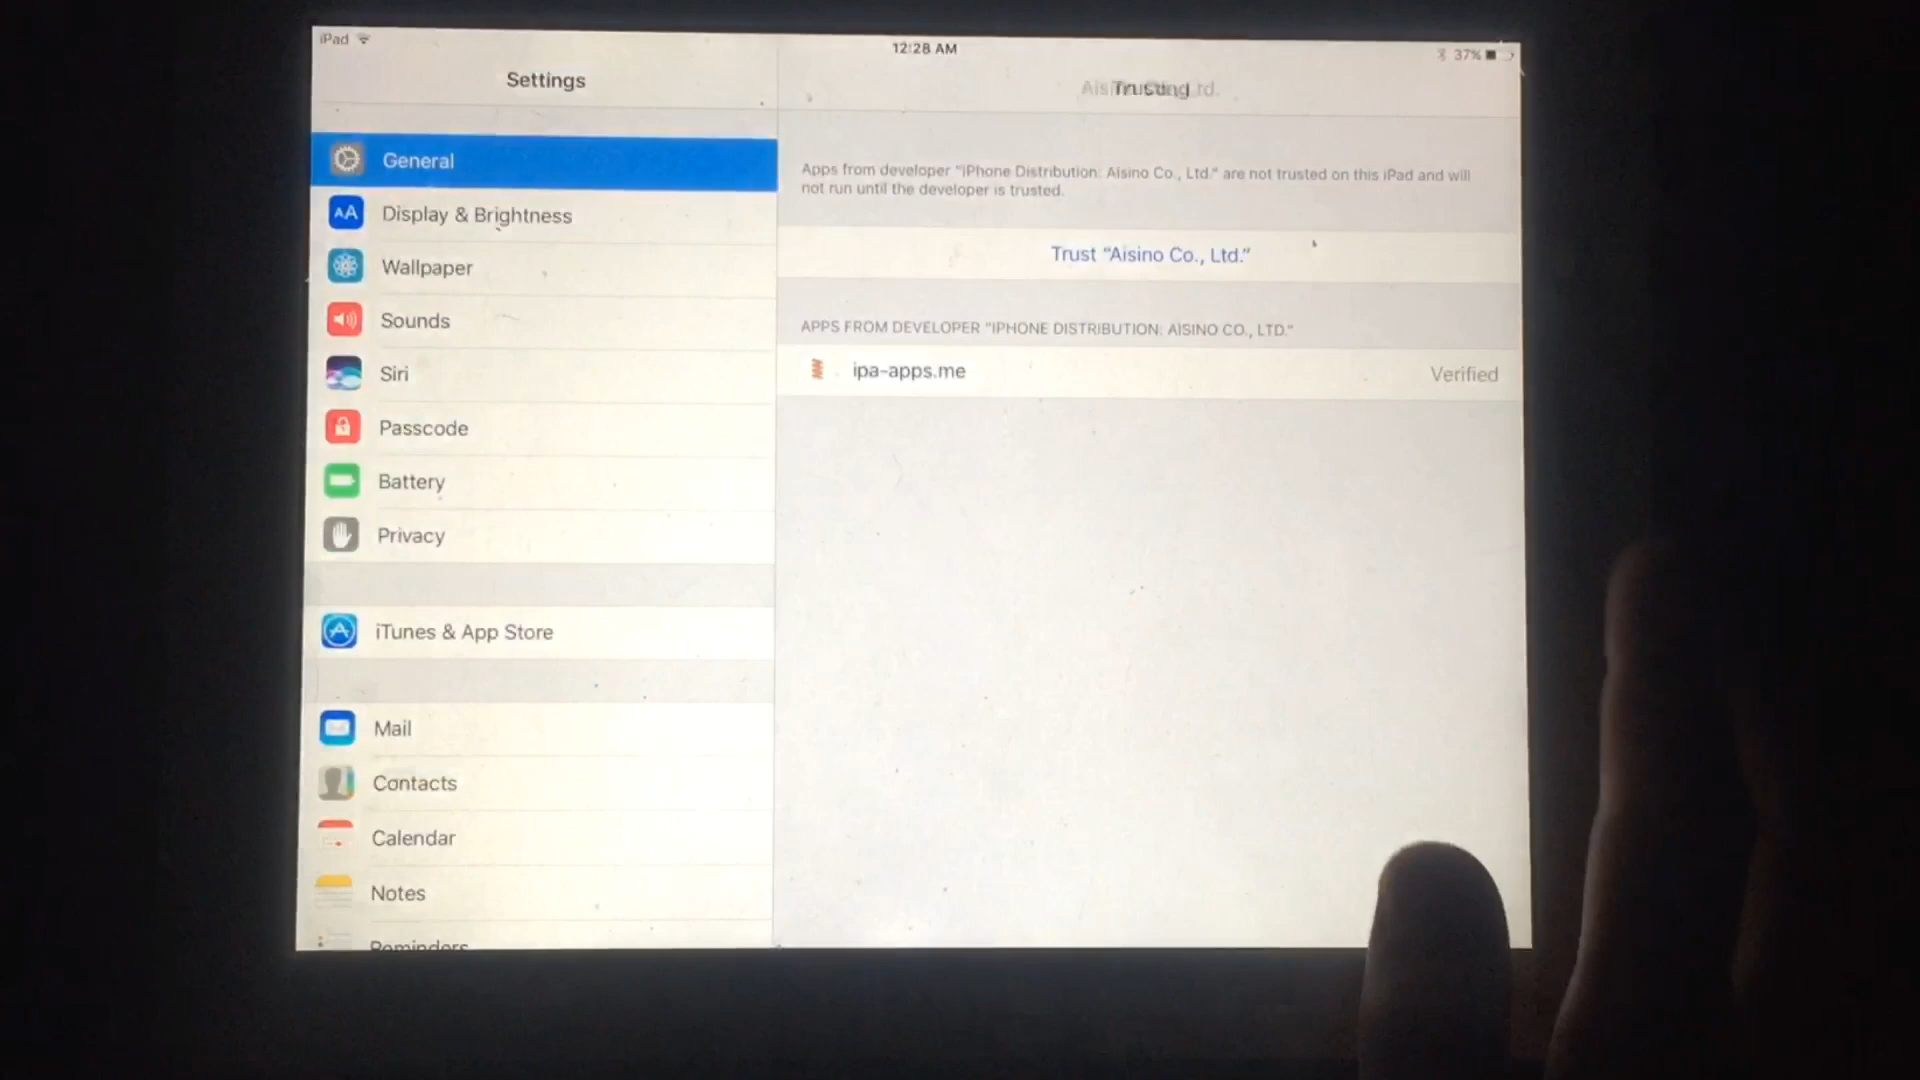 iPad
12:28 AM
37%
Settings
Trusting
General
Display & Brightness
Wallpaper
Sounds
Siri
Passcode
Battery
Privacy
iTunes & App Store
Mail
Contacts
Calendar
Notes
Reminders
Apps from developer "iPhone Distribution: Aisino Co., Ltd." are not trusted on this iPad and will
not run until the developer is trusted.
Trust “Aisino Co., Ltd.”
APPS FROM DEVELOPER "IPHONE DISTRIBUTION: AISINO CO., LTD."
ipa-apps.me
Verified